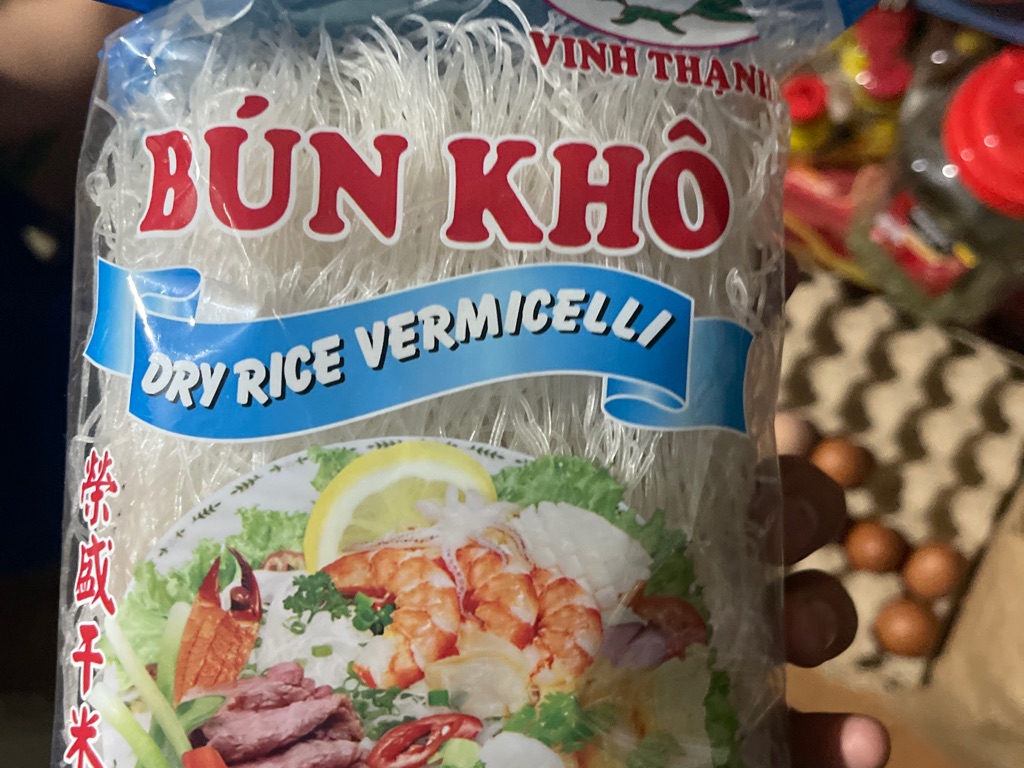 VINH THẠNH
BÚN KHÔ
DRY RICE VERMICELLI
榮盛干米